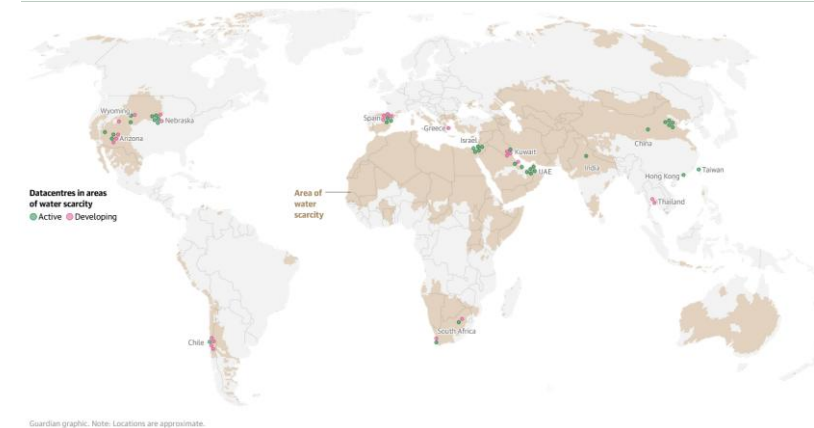 Wyoming
Nebraska
Arizona
Spain
Greece
Israel
Kuwait
UAE
India
China
Hong Kong
Taiwan
Thailand
Datacentres in areas
of water scarcity
Active Developing
Area of
water
scarcity
South Africa
Chile
Guardian graphic. Note: Locations are approximate.